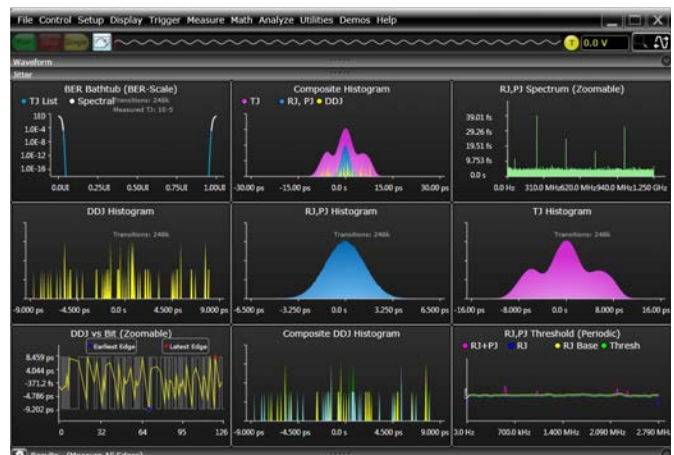 File Control Setup Display Trigger Measure Math Analyze Utilities Demos Help
Run Stop Single T 0.0 V
Waveform
Jitter
BER Bathtub (BER-Scale)
TJ List Spectral Transitions: 248k
Measured TJ: 1E-5
1E0
1.0E-4
1.0E-8
1.0E-12
1.0E-16
0.0UI 0.25UI 0.50UI 0.75UI 1.00UI
Composite Histogram
TJ RJ, PJ DDJ
-30.00 ps -15.00 ps 0.0 s 15.00 ps 30.00 ps
RJ,PJ Spectrum (Zoomable)
39.01 fs
29.26 fs
19.51 fs
9.753 fs
0.0 s
0.0 Hz 310.0 MHz 620.0 MHz 940.0 MHz 1.250 GHz
DDJ Histogram
Transitions: 248k
-9.000 ps -4.500 ps 0.0 s 4.500 ps 9.000 ps
RJ,PJ Histogram
Transitions: 248k
-6.500 ps -3.250 ps 0.0 s 3.250 ps 6.500 ps
TJ Histogram
Transitions: 248k
-16.00 ps -8.000 ps 0.0 s 8.000 ps 16.00 ps
DDJ vs Bit (Zoomable)
Earliest Edge Latest Edge
8.459 ps
4.044 ps
-371.2 fs
-4.786 ps
-9.202 ps
0 32 64 95 126
Composite DDJ Histogram
-9.000 ps -4.500 ps 0.0 s 4.500 ps 9.000 ps
RJ,PJ Threshold (Periodic)
RJ+PJ RJ RJ Base Thresh
3.0 Hz 700.0 kHz 1.400 MHz 2.090 MHz 2.790 MHz
Results (Measure All Edges)